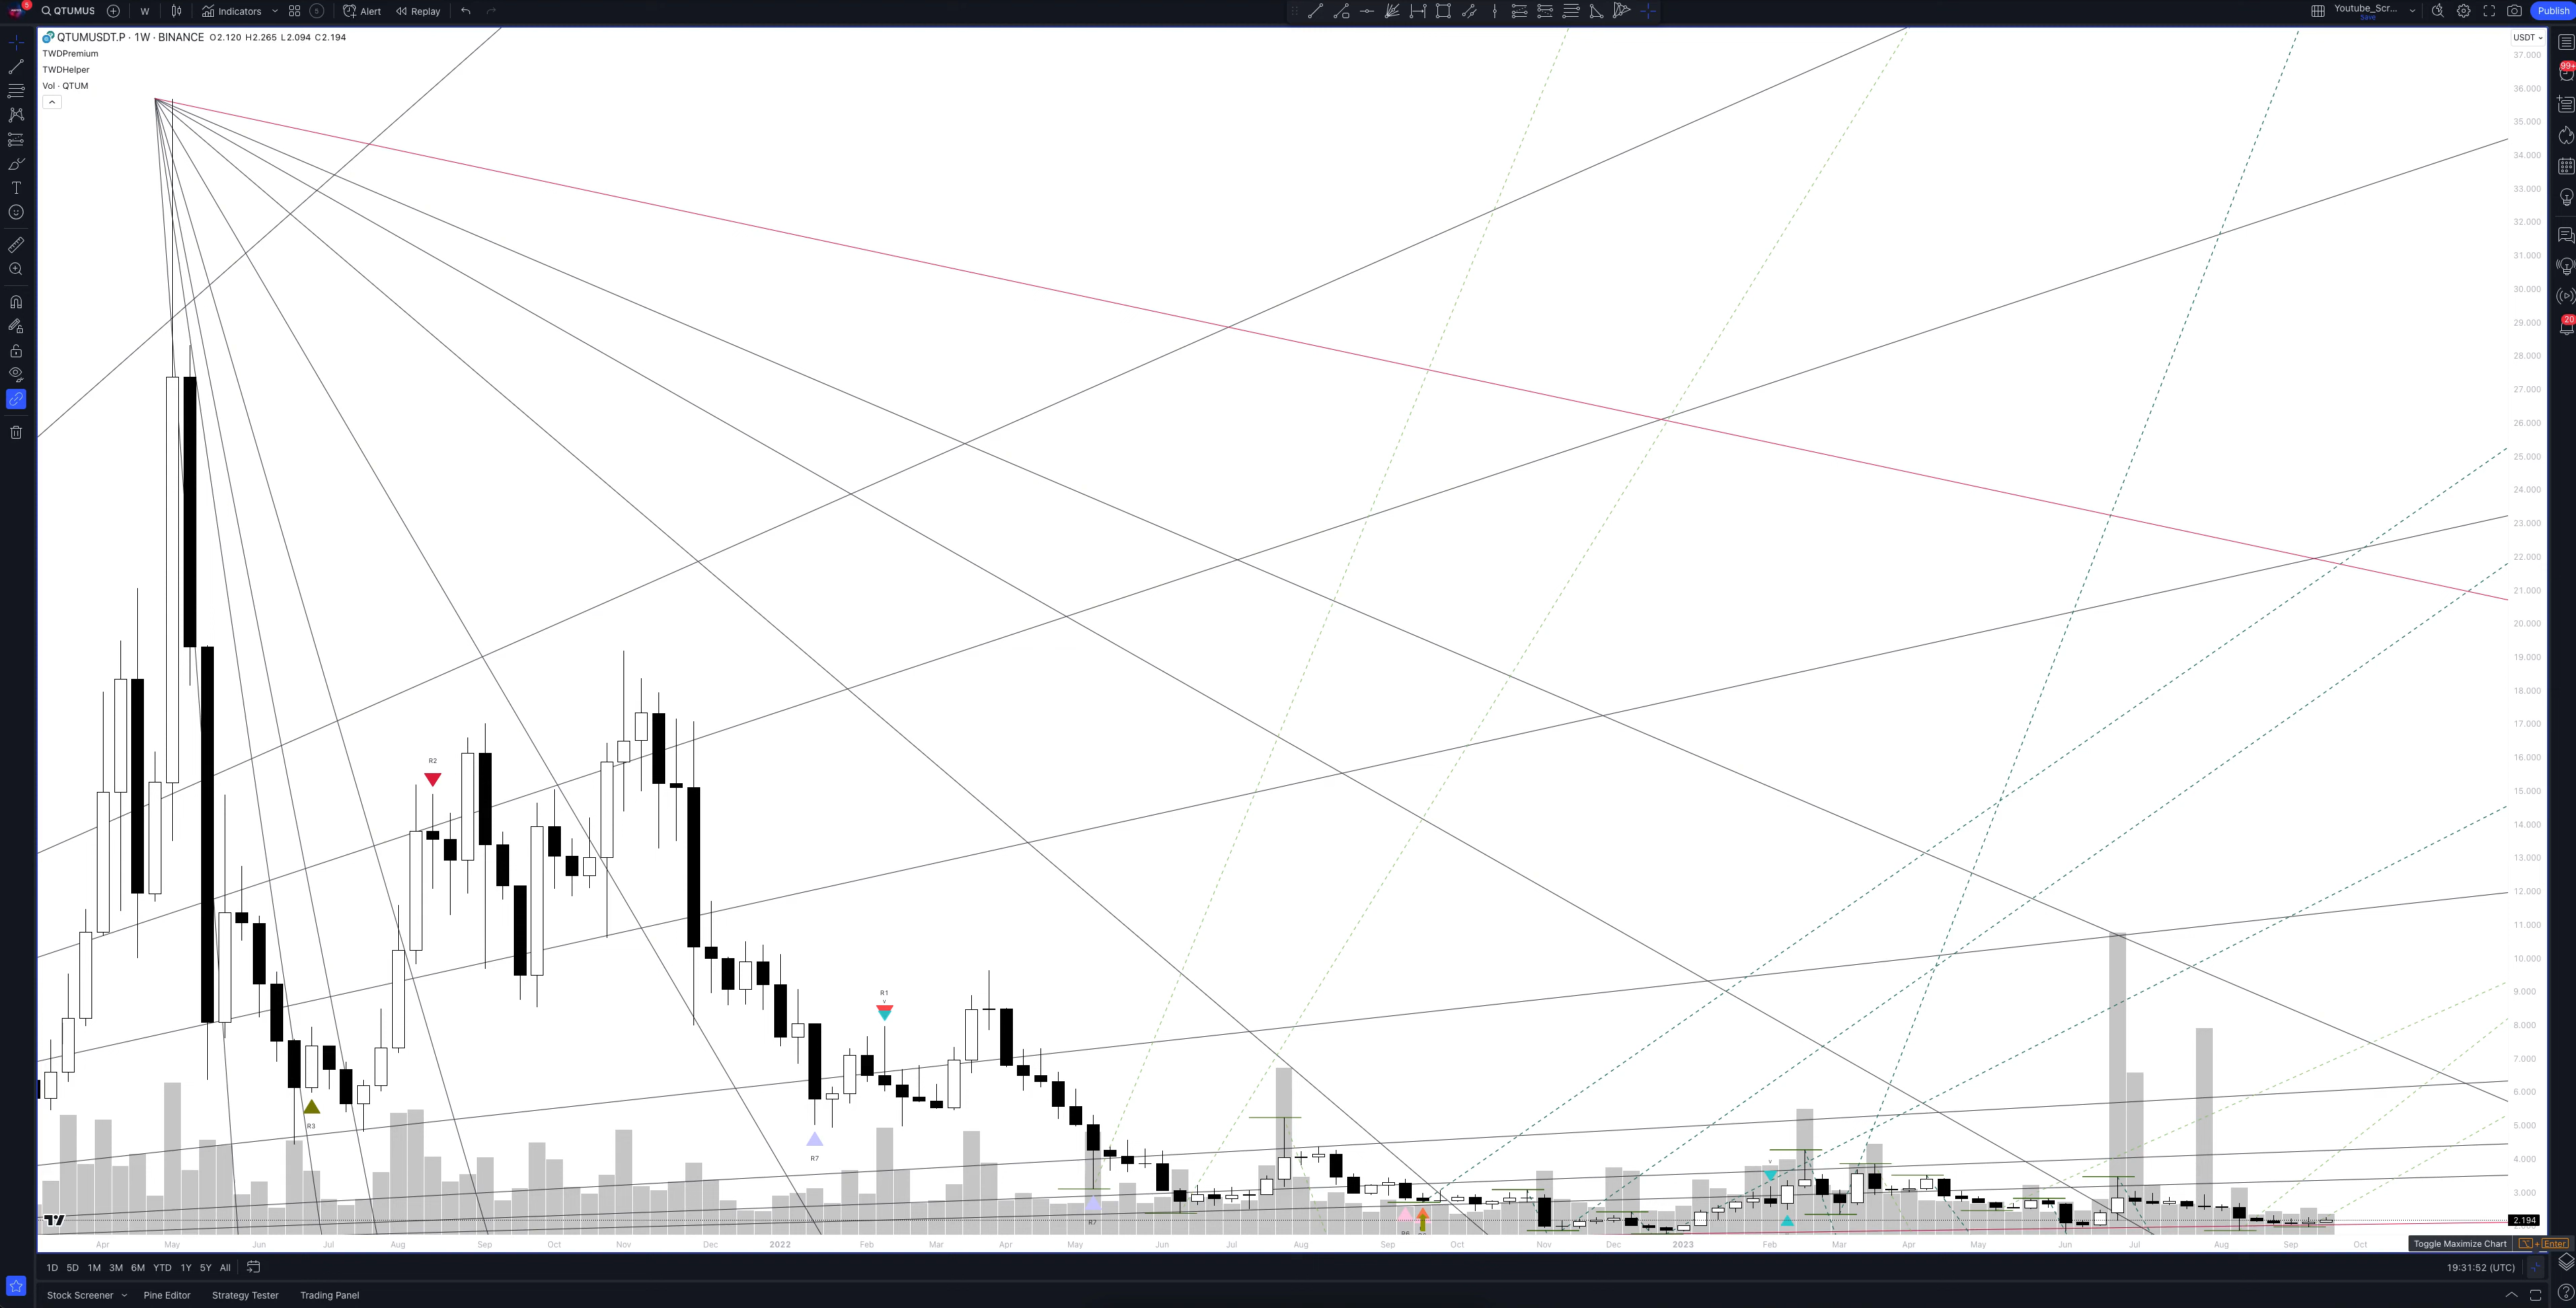 5
QTUMUS W Indicators 5 Alert Replay Youtube_Scr... Save Publish
QTUMUSDT.P · 1W · BINANCE O2.120 H2.265 L2.094 C2.194 USDT
TWDPremium
TWDHelper
Vol · QTUM
37.000
36.000
99+
35.000
34.000
33.000
32.000
31.000
30.000
29.000
20
28.000
27.000
26.000
25.000
24.000
23.000
22.000
21.000
20.000
19.000
18.000
17.000
16.000
R2
15.000
14.000
13.000
12.000
11.000
10.000
9.000
R1
v
8.000
7.000
6.000
5.000
R3
4.000
R7
v
3.000
R7
2.194
Apr May Jun Jul Aug Sep Oct Nov Dec 2022 Feb Mar Apr May Jun Jul Aug Sep Oct Nov Dec 2023 Feb Mar Apr May Jun Jul Aug Sep Oct
Toggle Maximize Chart ⌥ + Enter
1D 5D 1M 3M 6M YTD 1Y 5Y All 19:31:52 (UTC)
Stock Screener Pine Editor Strategy Tester Trading Panel